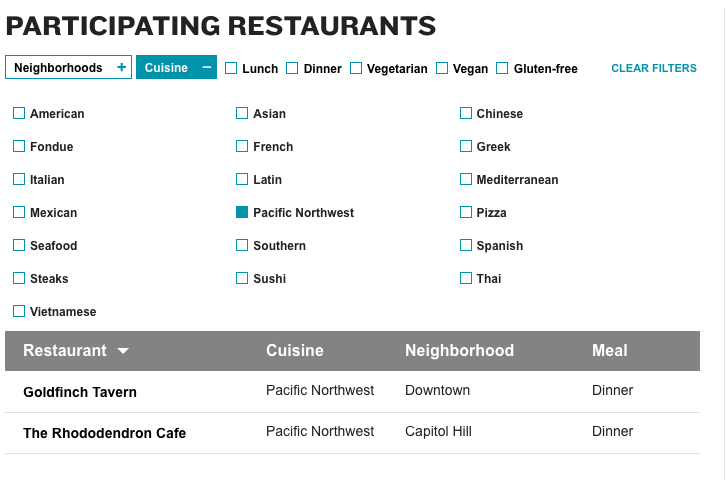 PARTICIPATING RESTAURANTS
Neighborhoods + Cuisine − Lunch Dinner Vegetarian Vegan Gluten-free CLEAR FILTERS
American Asian Chinese
Fondue French Greek
Italian Latin Mediterranean
Mexican Pacific Northwest Pizza
Seafood Southern Spanish
Steaks Sushi Thai
Vietnamese
Restaurant Cuisine Neighborhood Meal
Goldfinch Tavern Pacific Northwest Downtown Dinner
The Rhododendron Cafe Pacific Northwest Capitol Hill Dinner